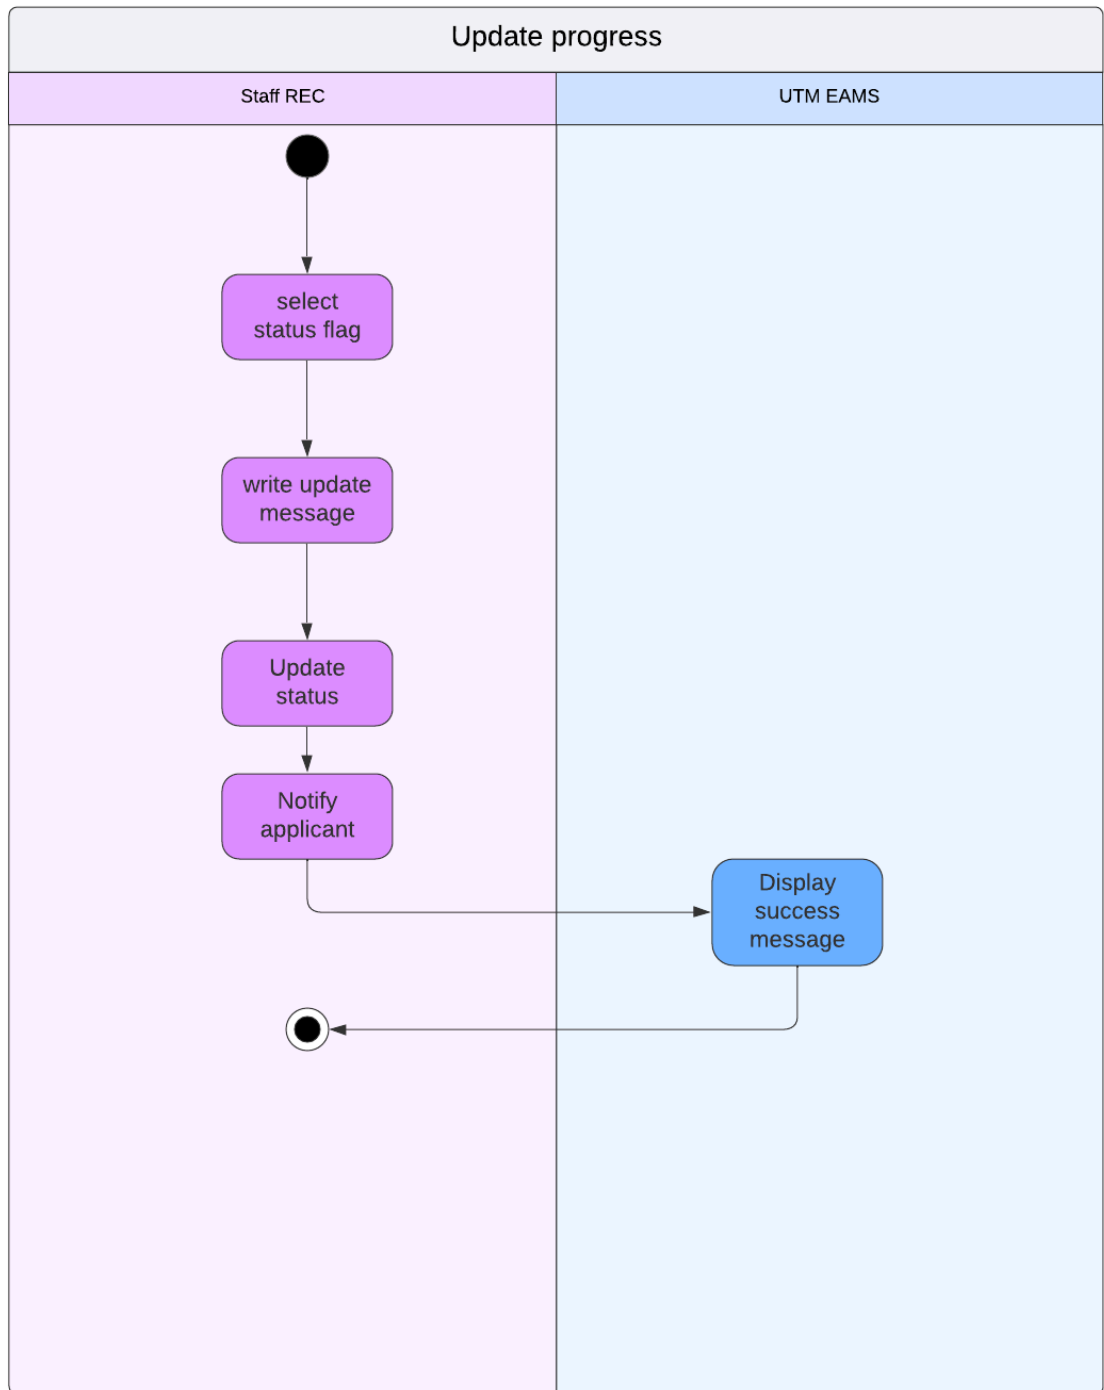 Update progress
Staff REC
UTM EAMS
select
status flag
write update
message
Update
status
Notify
applicant
Display
success
message